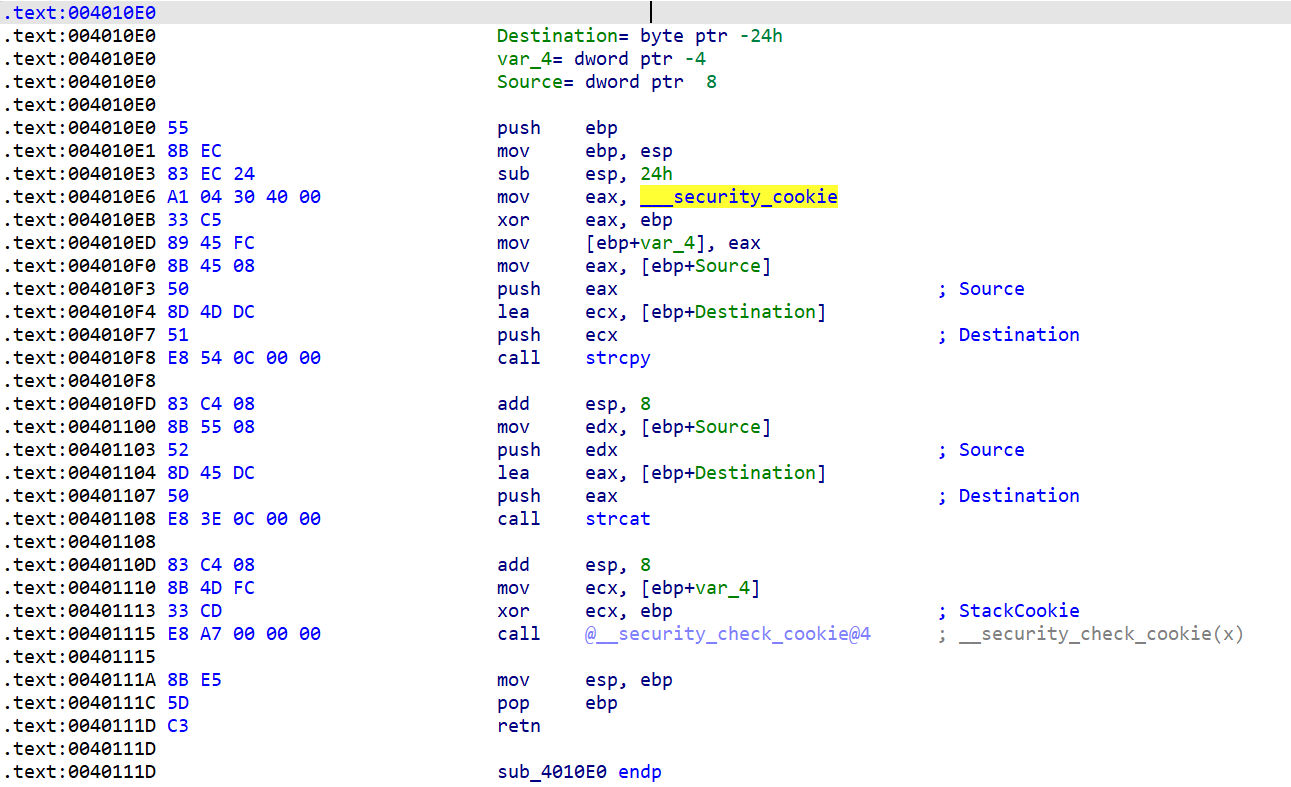 .text:004010E0
.text:004010E0 Destination= byte ptr -24h
.text:004010E0 var_4= dword ptr -4
.text:004010E0 Source= dword ptr  8
.text:004010E0
.text:004010E0 55 push ebp
.text:004010E1 8B EC mov ebp, esp
.text:004010E3 83 EC 24 sub esp, 24h
.text:004010E6 A1 04 30 40 00 mov eax, ___security_cookie
.text:004010EB 33 C5 xor eax, ebp
.text:004010ED 89 45 FC mov [ebp+var_4], eax
.text:004010F0 8B 45 08 mov eax, [ebp+Source]
.text:004010F3 50 push eax ; Source
.text:004010F4 8D 4D DC lea ecx, [ebp+Destination]
.text:004010F7 51 push ecx ; Destination
.text:004010F8 E8 54 0C 00 00 call strcpy
.text:004010F8
.text:004010FD 83 C4 08 add esp, 8
.text:00401100 8B 55 08 mov edx, [ebp+Source]
.text:00401103 52 push edx ; Source
.text:00401104 8D 45 DC lea eax, [ebp+Destination]
.text:00401107 50 push eax ; Destination
.text:00401108 E8 3E 0C 00 00 call strcat
.text:00401108
.text:0040110D 83 C4 08 add esp, 8
.text:00401110 8B 4D FC mov ecx, [ebp+var_4]
.text:00401113 33 CD xor ecx, ebp ; StackCookie
.text:00401115 E8 A7 00 00 00 call @__security_check_cookie@4 ; __security_check_cookie(x)
.text:00401115
.text:0040111A 8B E5 mov esp, ebp
.text:0040111C 5D pop ebp
.text:0040111D C3 retn
.text:0040111D
.text:0040111D sub_4010E0 endp